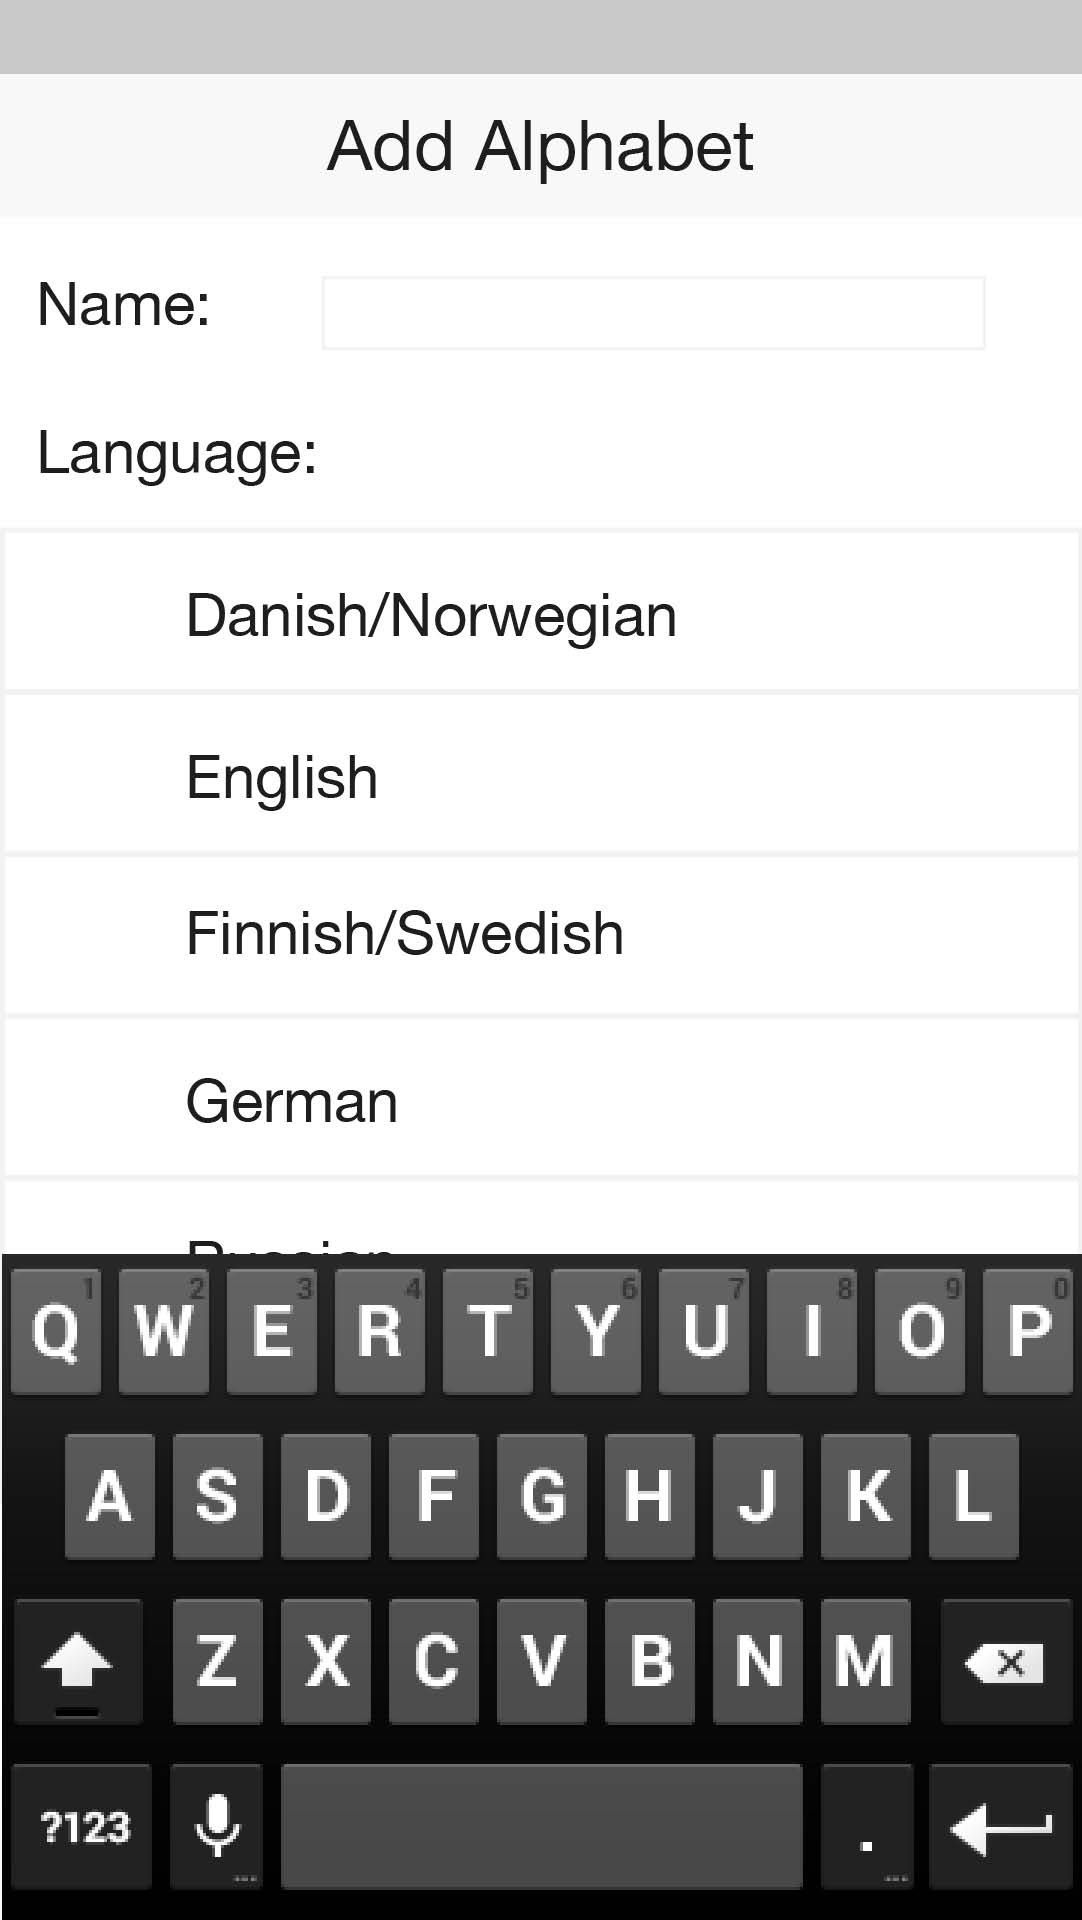 Add Alphabet
Name:
Language:
Danish/Norwegian
English
Finnish/Swedish
German
Russian
1 2 3 4 5 6 7 8 9 0
Q W E R T Y U I O P
A S D F G H J K L
Z X C V B N M
?123 .